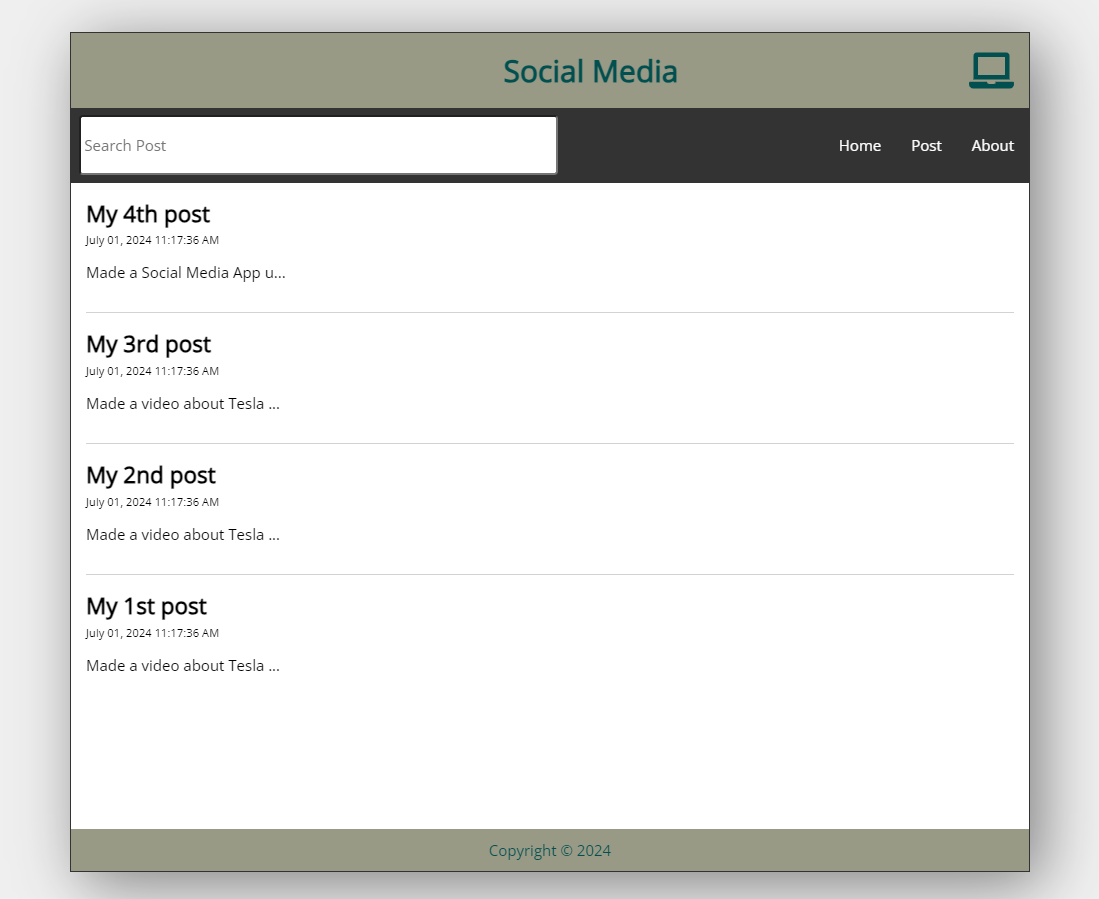 Social Media
Search Post
Home Post About
My 4th post
July 01, 2024 11:17:36 AM
Made a Social Media App u...
My 3rd post
July 01, 2024 11:17:36 AM
Made a video about Tesla ...
My 2nd post
July 01, 2024 11:17:36 AM
Made a video about Tesla ...
My 1st post
July 01, 2024 11:17:36 AM
Made a video about Tesla ...
Copyright © 2024